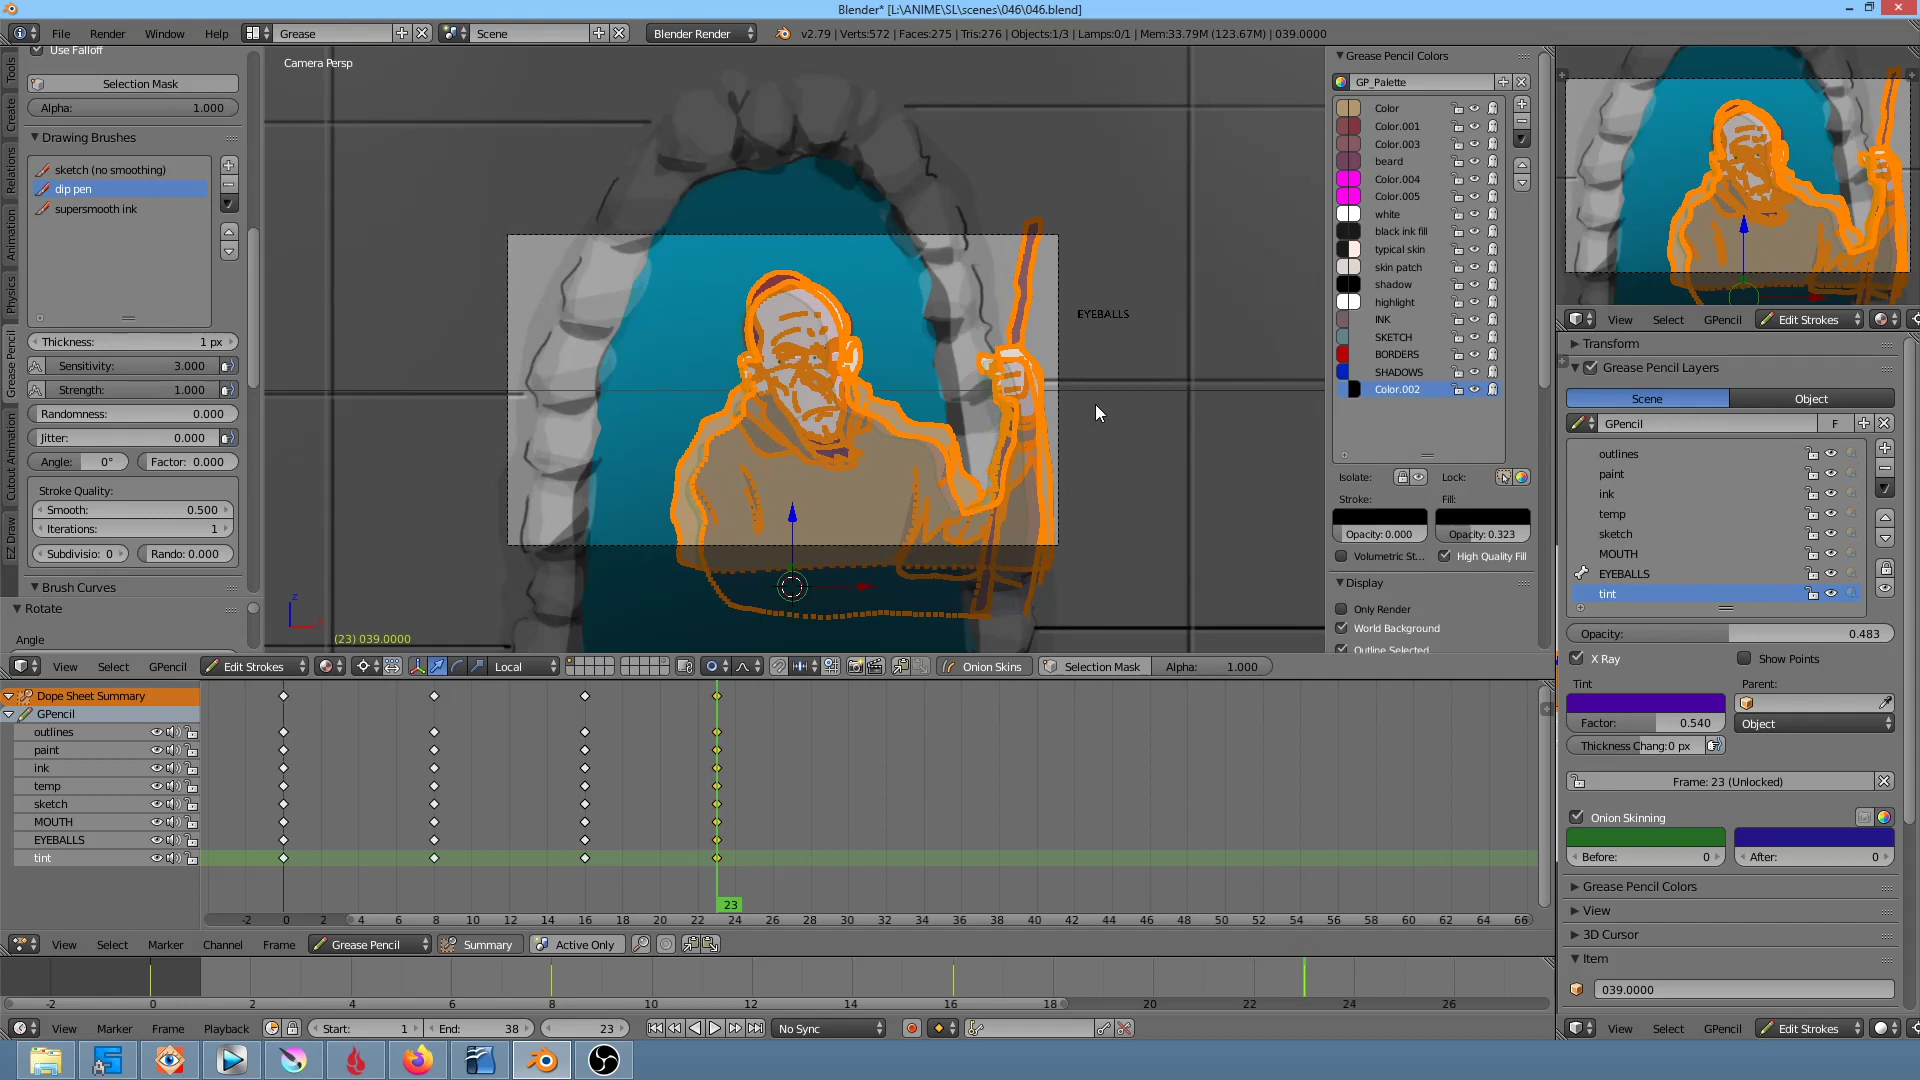 Blender* [L:\ANIME\SL\scenes\046\046.blend]
File Render Window Help Grease Scene Blender Render v2.79 | Verts:572 | Faces:275 | Tris:276 | Objects:1/3 | Lamps:0/1 | Mem:33.79M (123.67M) | 039.0000
Use Falloff
Selection Mask
Alpha: 1.000
Drawing Brushes
sketch (no smoothing)
dip pen
supersmooth ink
Thickness: 1 px
Sensitivity: 3.000
Strength: 1.000
Randomness: 0.000
Jitter: 0.000
Angle: 0° Factor: 0.000
Stroke Quality:
Smooth: 0.500
Iterations: 1
Subdivisio: 0 Rando: 0.000
Brush Curves
Rotate
Angle
Tools
Create
Relations
Animation
Physics
Grease Pencil
Cutout Animation
EZ Draw
Camera Persp
EYEBALLS
z
(23) 039.0000
Grease Pencil Colors
GP_Palette
Color
Color.001
Color.003
beard
Color.004
Color.005
white
black ink fill
typical skin
skin patch
shadow
highlight
INK
SKETCH
BORDERS
SHADOWS
Color.002
Isolate: Lock:
Stroke: Fill:
Opacity: 0.000 Opacity: 0.323
Volumetric St... High Quality Fill
Display
Only Render
World Background
Outline Selected
View Select GPencil Edit Strokes Local Onion Skins Selection Mask Alpha: 1.000
View Select GPencil Edit Strokes
Transform
Grease Pencil Layers
Scene Object
GPencil F
outlines
paint
ink
temp
sketch
MOUTH
EYEBALLS
tint
Opacity: 0.483
X Ray Show Points
Tint Parent:
Factor: 0.540 Object
Thickness Chang:0 px
Frame: 23 (Unlocked)
Onion Skinning
Before: 0 After: 0
Grease Pencil Colors
View
3D Cursor
Item
039.0000
View Select GPencil Edit Strokes
Dope Sheet Summary
GPencil
outlines
paint
ink
temp
sketch
MOUTH
EYEBALLS
tint
23
-2 0 2 4 6 8 10 12 14 16 18 20 22 24 26 28 30 32 34 36 38 40 42 44 46 48 50 52 54 56 58 60 62 64 66
View Select Marker Channel Frame Grease Pencil Summary Active Only
-2 0 2 4 6 8 10 12 14 16 18 20 22 24 26
View Marker Frame Playback Start: 1 End: 38 23 No Sync